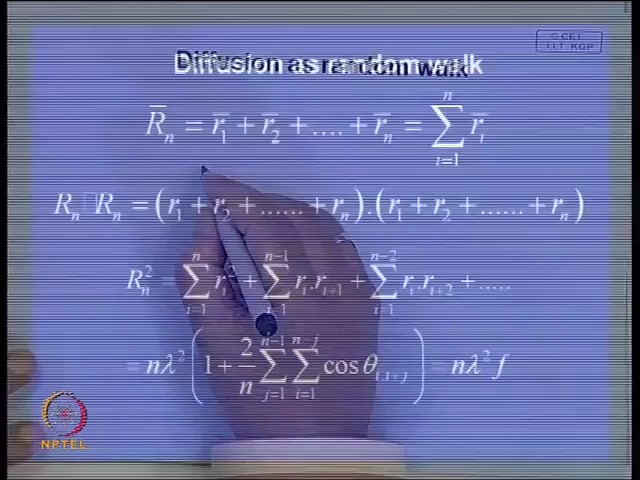 © CET
I.I.T. KGP
Diffusion as random walk
R̅ₙ = r̅₁ + r̅₂ + .... + r̅ₙ = ∑ᵢ₌₁ⁿ r̅ᵢ
Rₙ□Rₙ = (r₁ + r₂ + ...... + rₙ).(r₁ + r₂ + ...... + rₙ)
Rₙ² = ∑ᵢ₌₁ⁿ rᵢ² + ∑ᵢ₌₁ⁿ⁻¹ rᵢ.rᵢ₊₁ + ∑ᵢ₌₁ⁿ⁻² rᵢ.rᵢ₊₂ + .....
= nλ² (1 + 2/n ∑ⱼ₌₁ⁿ⁻¹ ∑ᵢ₌₁ⁿ⁻ʲ cos θᵢ,ᵢ₊ⱼ) = nλ² f
NPTEL